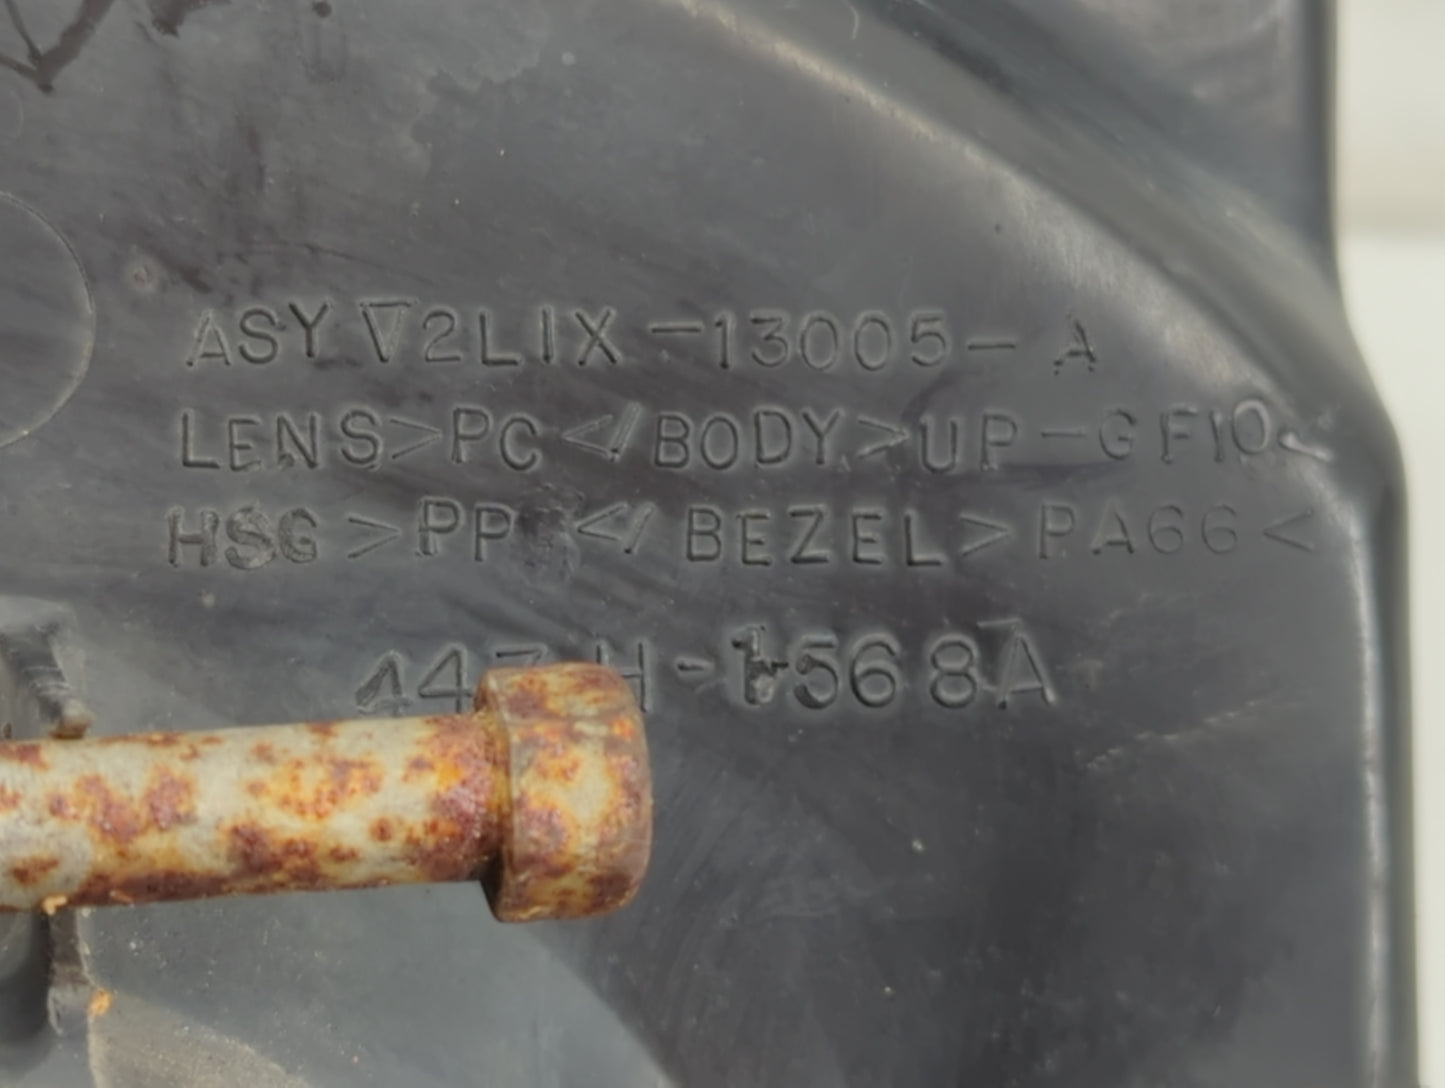 ASY ∇2L1X-13005-A
LENS>PC</BODY>UP-GF10<
HSG>PP</BEZEL>PA66<